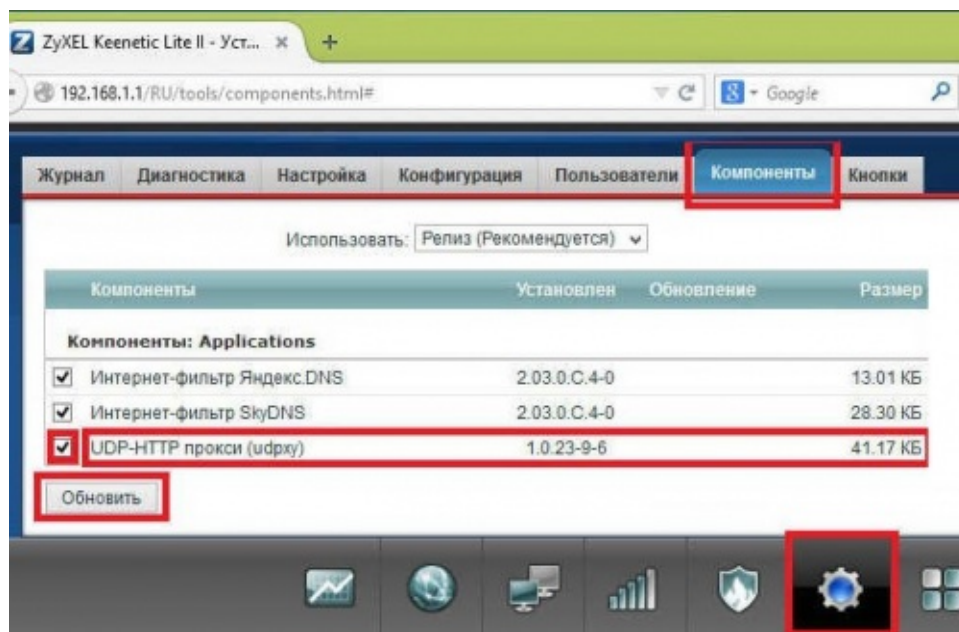 ZyXEL Keenetic Lite II - Уст... × +
192.168.1.1/RU/tools/components.html# 8 Google
Журнал Диагностика Настройка Конфигурация Пользователи Компоненты Кнопки
Использовать: Релиз (Рекомендуется)
Компоненты Установлен Обновление Размер
Компоненты: Applications
Интернет-фильтр Яндекс.DNS 2.03.0.C.4-0 13.01 КБ
Интернет-фильтр SkyDNS 2.03.0.C.4-0 28.30 КБ
UDP-HTTP прокси (udpxy) 1.0.23-9-6 41.17 КБ
Обновить